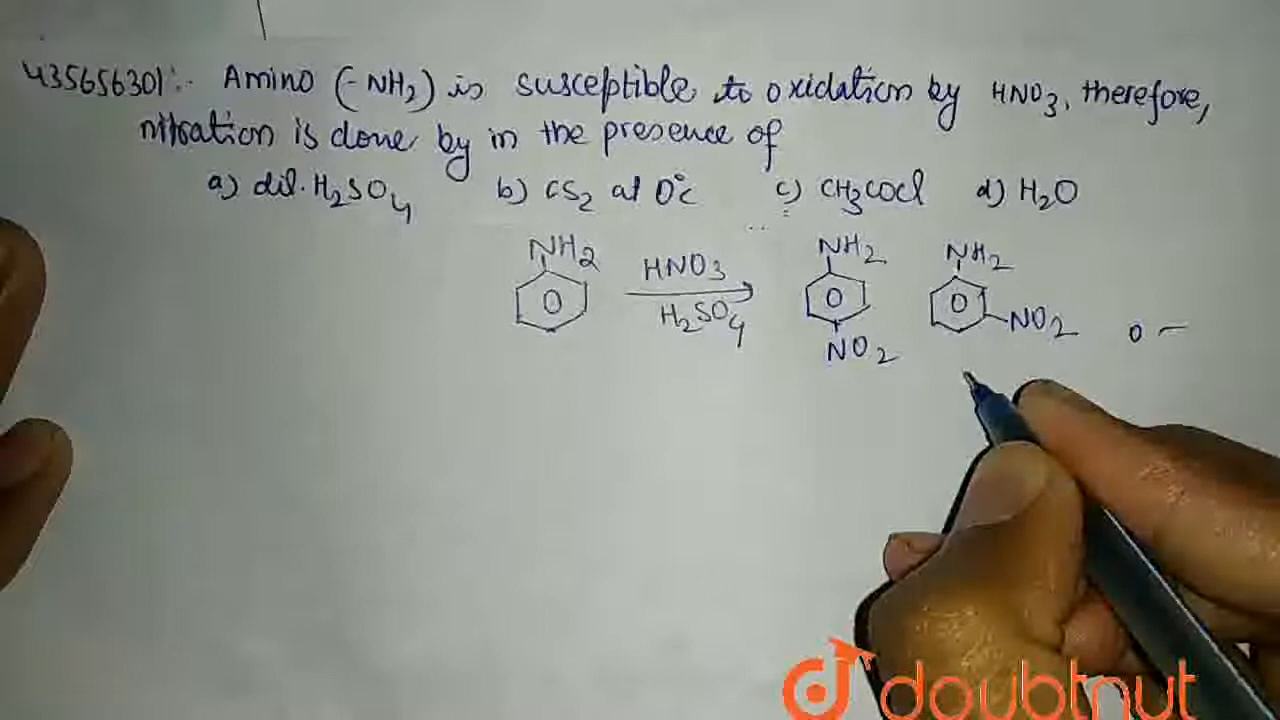 435656301:- Amino (-NH2) is susceptible to oxidation by HNO3, therefore,
nitration is done by in the presence of
a) dil. H2SO4 b) CS2 at 0°c c) CH3COCl d) H2O
NH2 HNO3 NH2 NH2
H2SO4 NO2 o
NO2
doubtnut